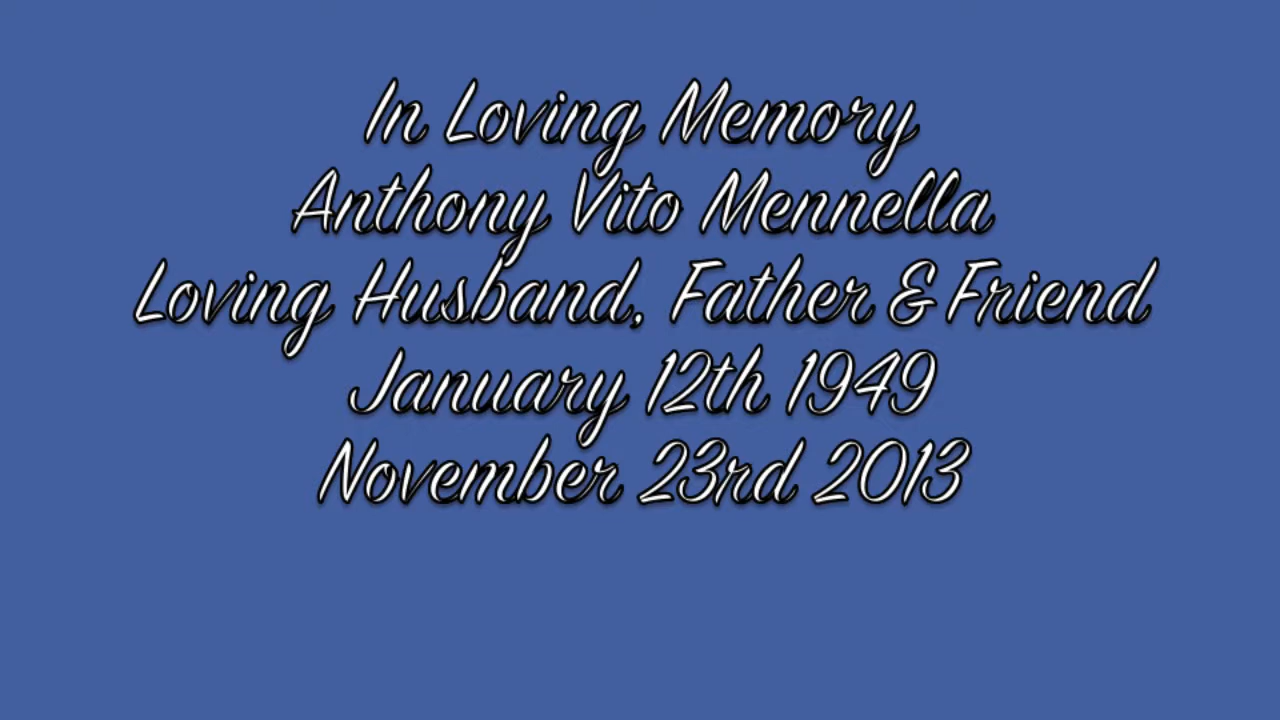 In Loving Memory
Anthony Vito Mennella
Loving Husband, Father & Friend
January 12th 1949
November 23rd 2013